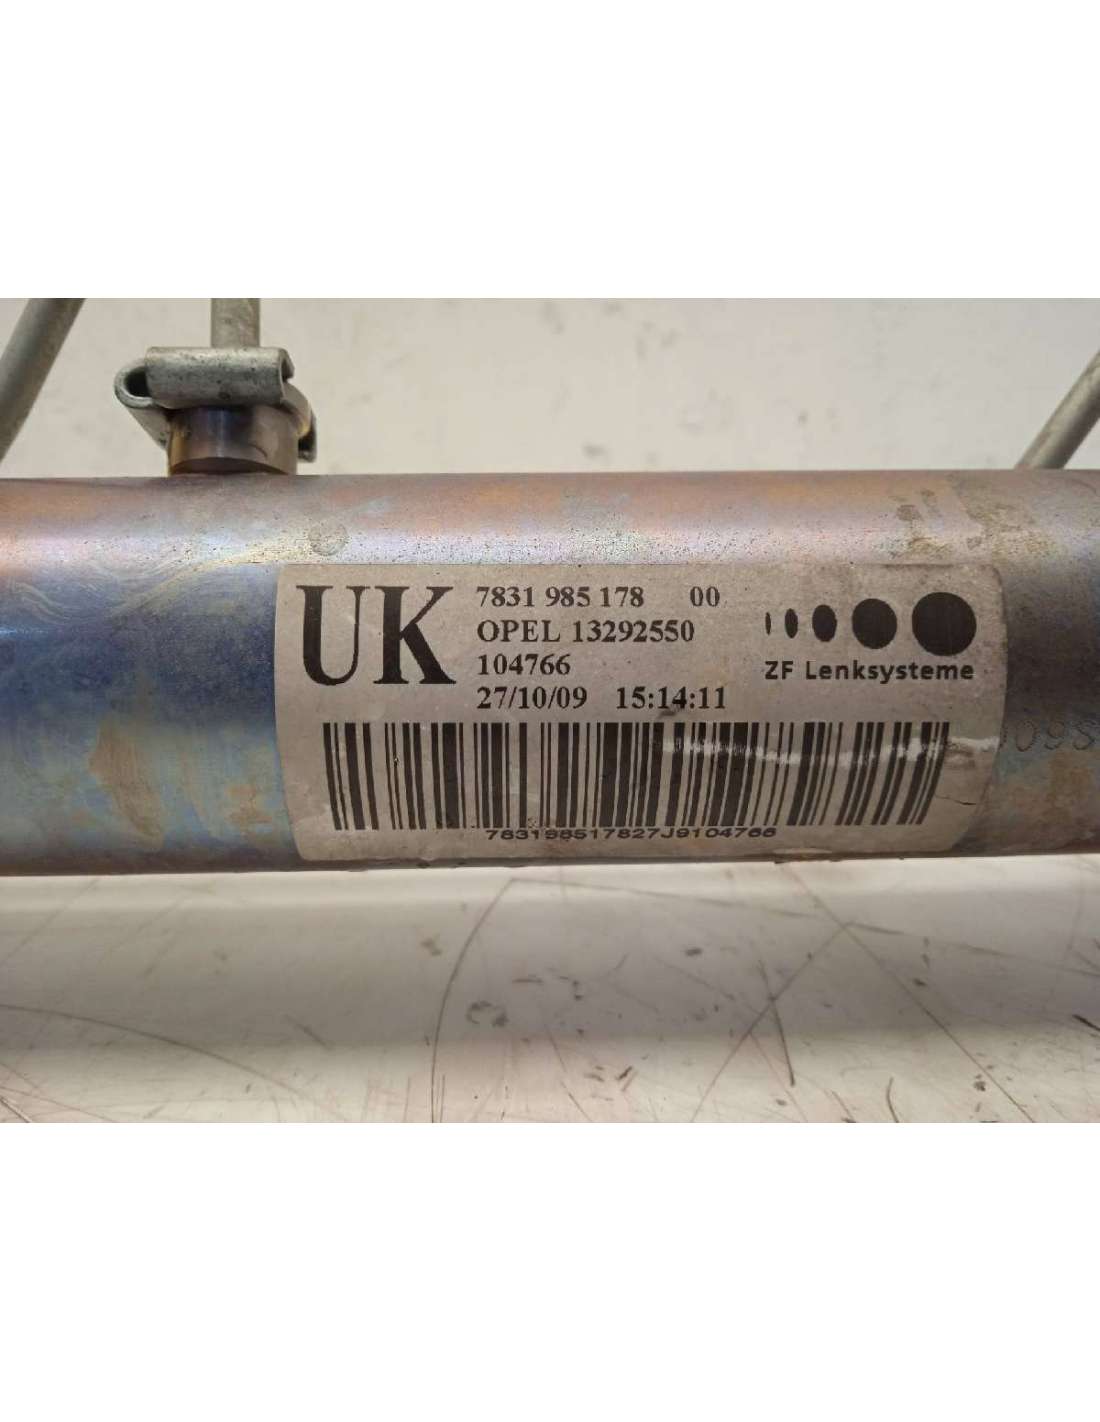 UK
7831 985 178 00
OPEL 13292550
104766
27/10/09 15:14:11
ZF Lenksysteme
783198517827J9104766